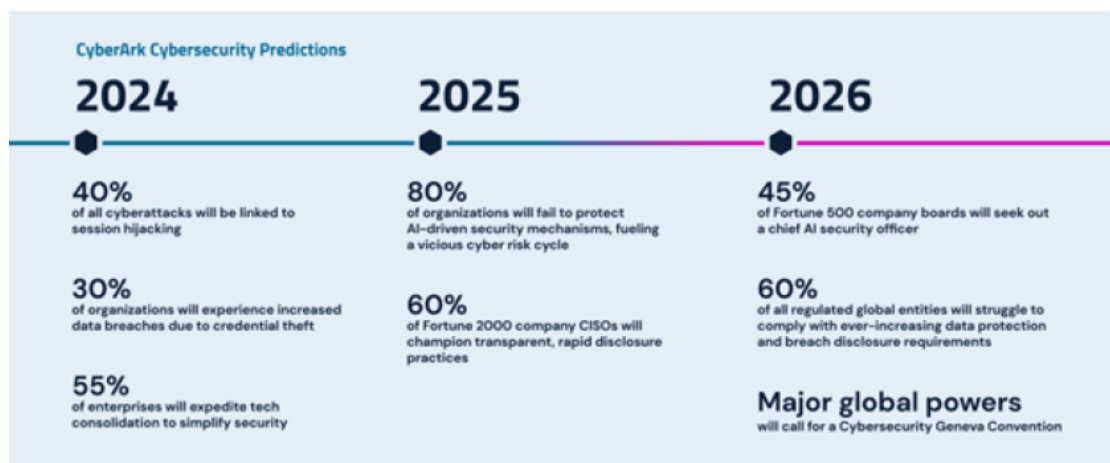 CyberArk Cybersecurity Predictions
2024
40%
of all cyberattacks will be linked to
session hijacking
30%
of organizations will experience increased
data breaches due to credential theft
55%
of enterprises will expedite tech
consolidation to simplify security
2025
80%
of organizations will fail to protect
AI-driven security mechanisms, fueling
a vicious cyber risk cycle
60%
of Fortune 2000 company CISOs will
champion transparent, rapid disclosure
practices
2026
45%
of Fortune 500 company boards will seek out
a chief AI security officer
60%
of all regulated global entities will struggle to
comply with ever-increasing data protection
and breach disclosure requirements
Major global powers
will call for a Cybersecurity Geneva Convention